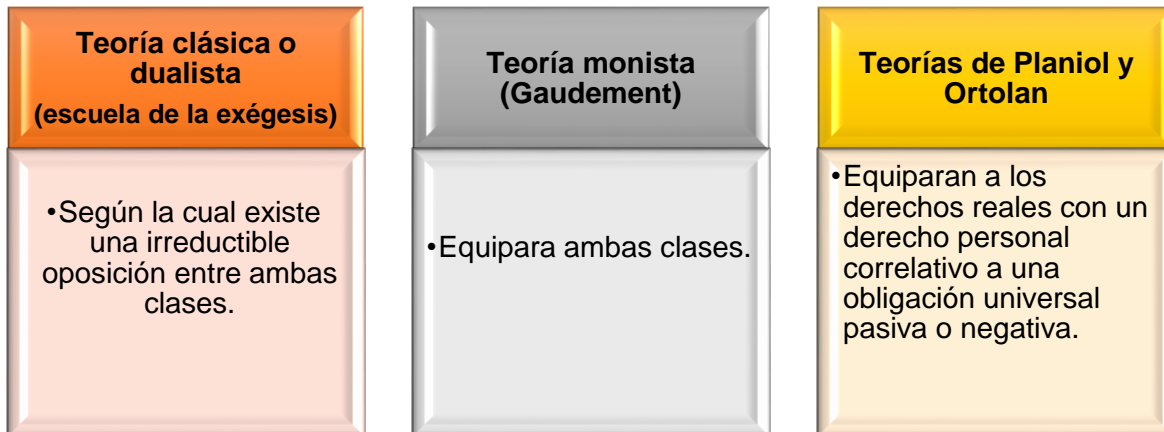 Teoría clásica o
dualista
(escuela de la exégesis)
•Según la cual existe
una irreductible
oposición entre ambas
clases.
Teoría monista
(Gaudement)
•Equipara ambas clases.
Teorías de Planiol y
Ortolan
•Equiparan a los
derechos reales con un
derecho personal
correlativo a una
obligación universal
pasiva o negativa.